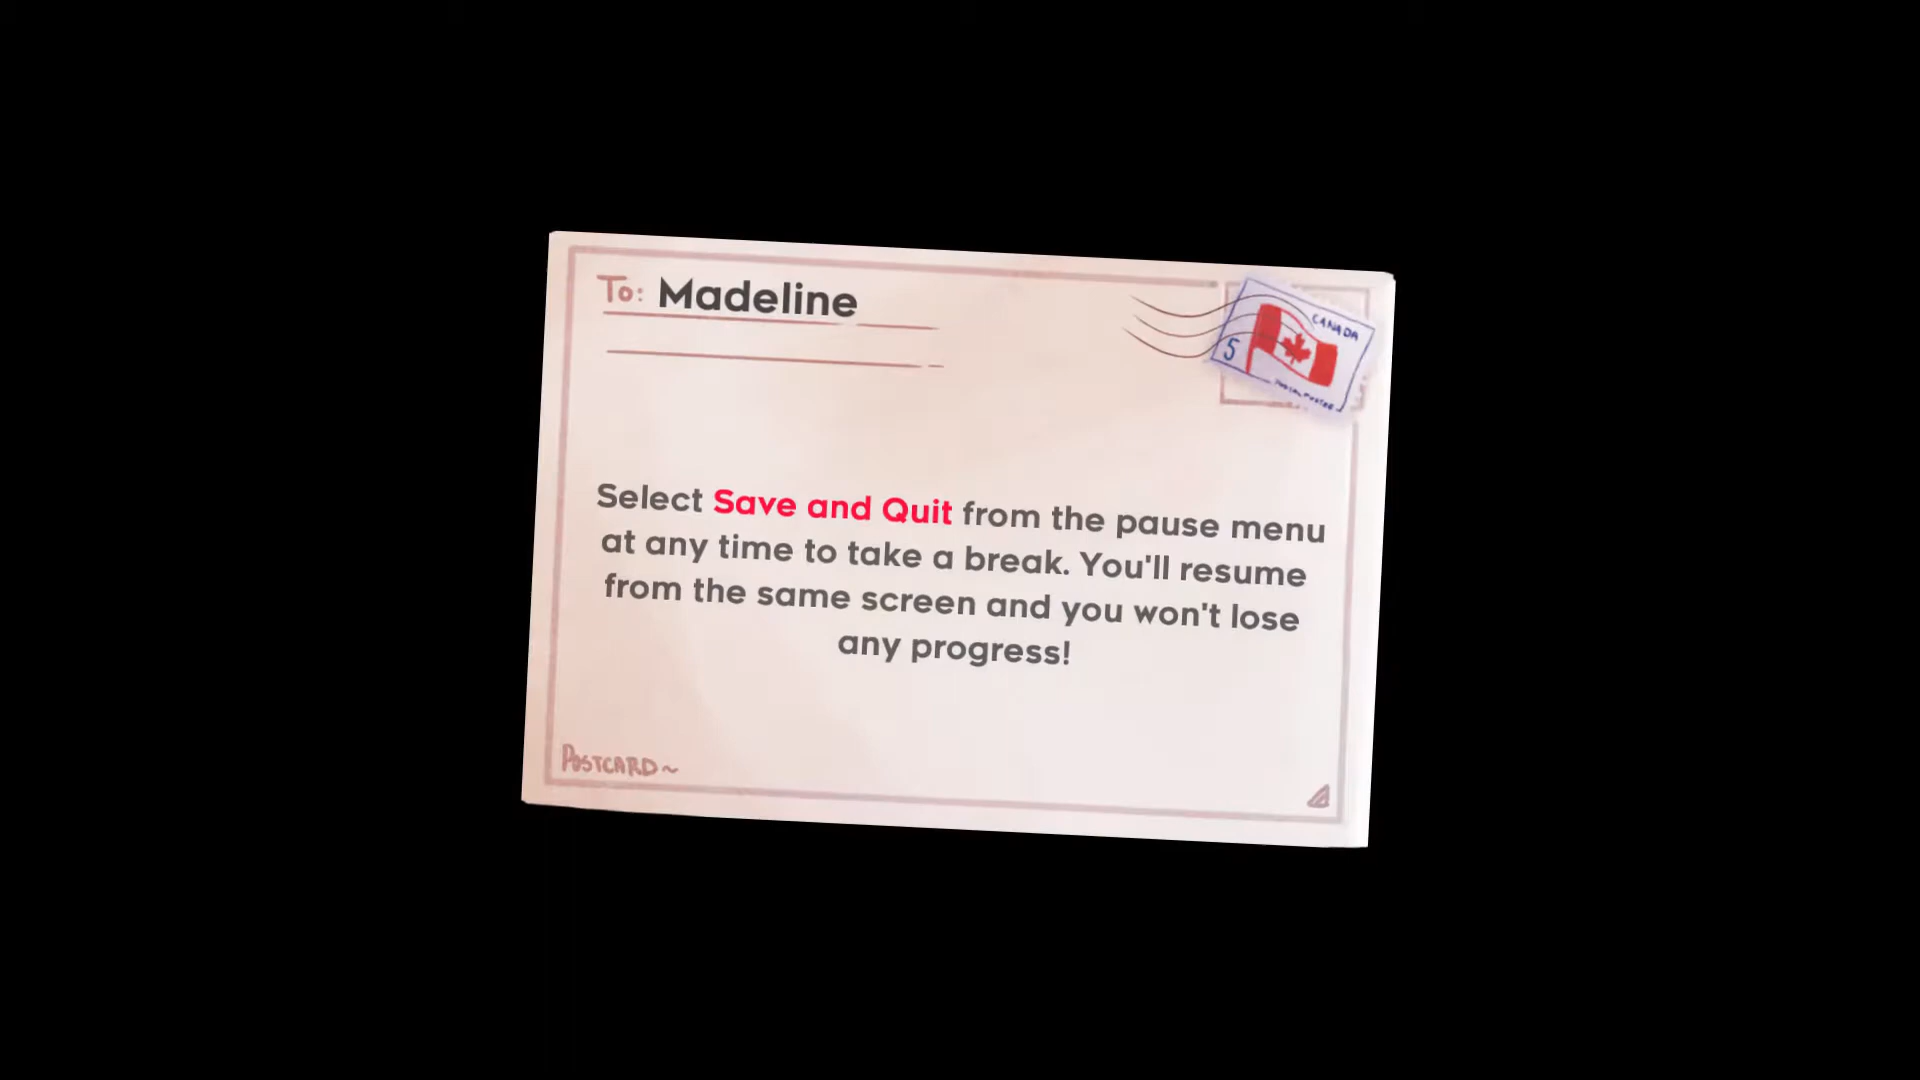 To: Madeline
CANADA
5
Select Save and Quit from the pause menu
at any time to take a break. You'll resume
from the same screen and you won't lose
any progress!
POSTCARD~